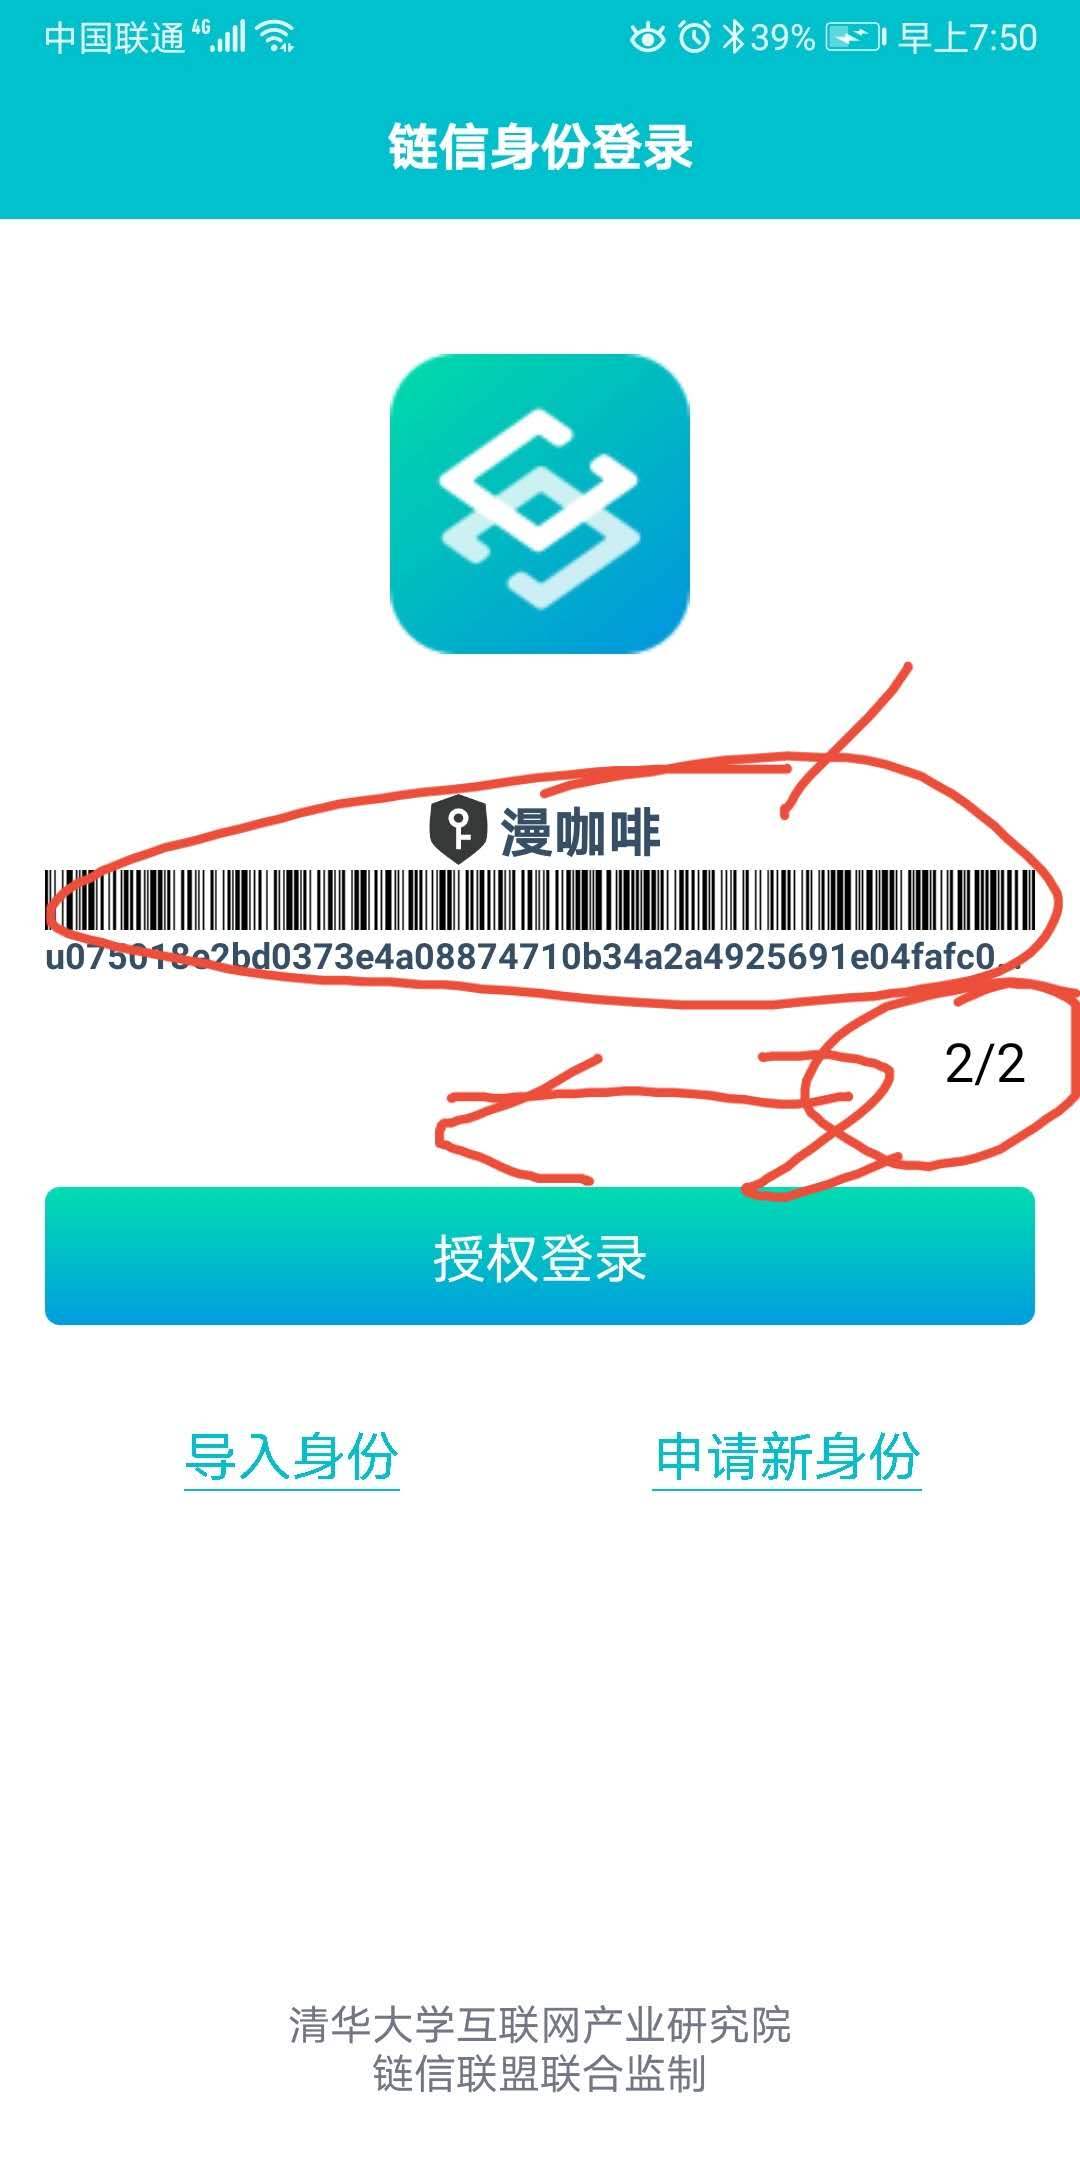 中国联通 4G 39% 早上7:50
链信身份登录
漫咖啡
u075018e2bd0373e4a08874710b34a2a4925691e04fafc0...
2/2
授权登录
导入身份 申请新身份
清华大学互联网产业研究院
链信联盟联合监制